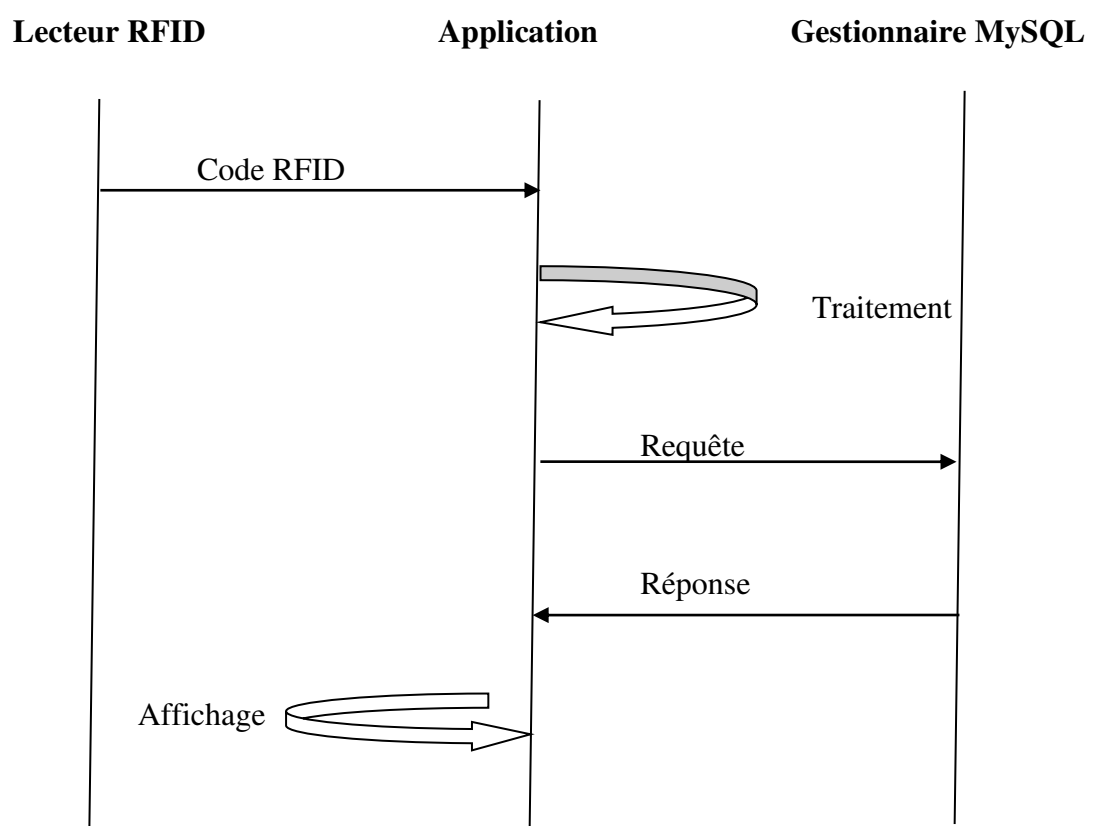 Lecteur RFID
Application
Gestionnaire MySQL
Code RFID
Traitement
Requête
Réponse
Affichage